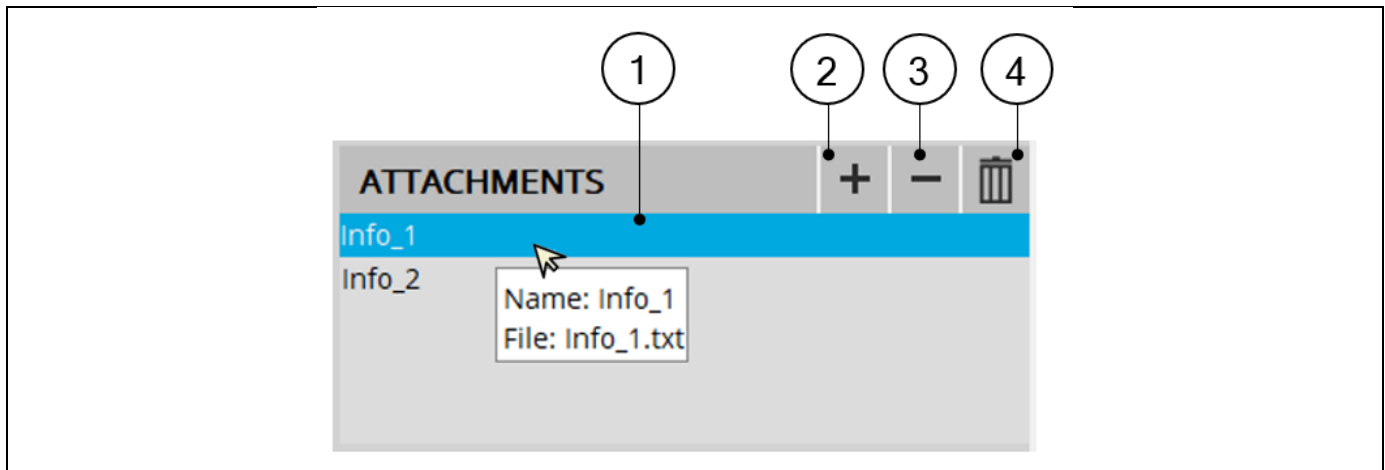 1 2 3 4
ATTACHMENTS + −
Info_1
Info_2
Name: Info_1
File: Info_1.txt